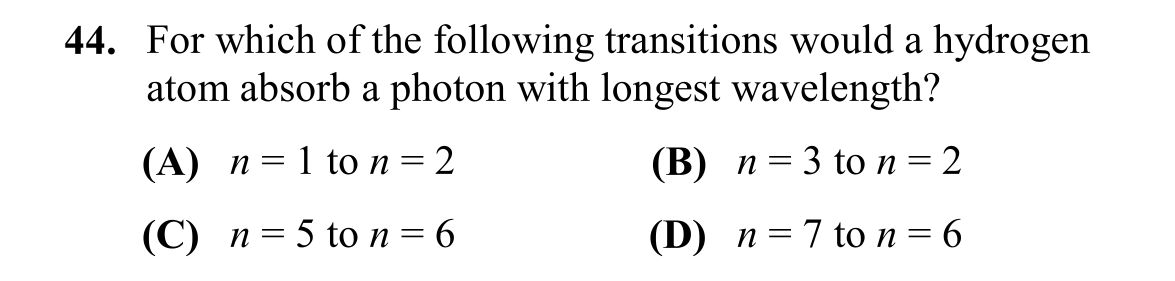 44. For which of the following transitions would a hydrogen
atom absorb a photon with longest wavelength?
(A) n = 1 to n = 2 (B) n = 3 to n = 2
(C) n = 5 to n = 6 (D) n = 7 to n = 6